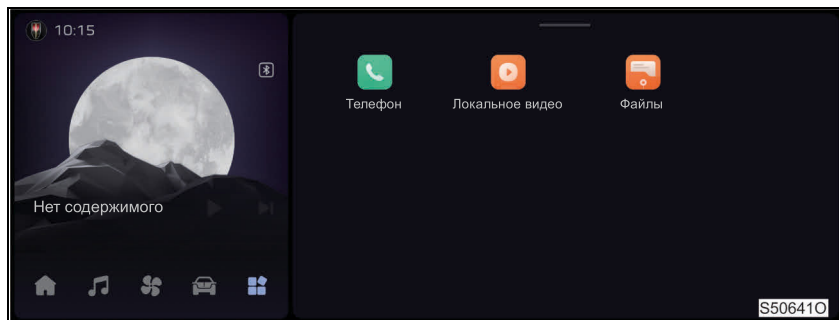 10:15
Телефон
Локальное видео
Файлы
Нет содержимого
S50641O